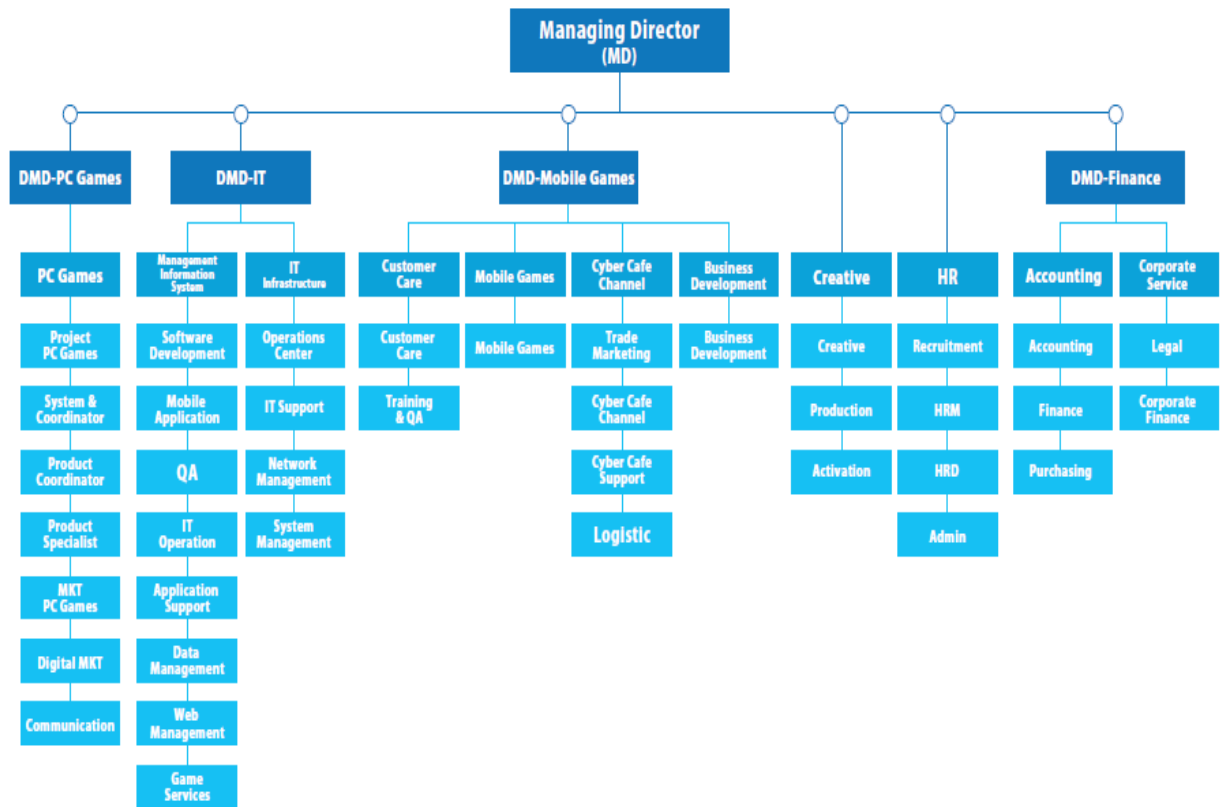 Managing Director
(MD)
DMD-PC Games
DMD-IT
DMD-Mobile Games
DMD-Finance
PC Games
Management
Information
System
IT
Infrastructure
Customer
Care
Mobile Games
Cyber Cafe
Channel
Business
Development
Creative
HR
Accounting
Corporate
Service
Project
PC Games
Software
Development
Operations
Center
Customer
Care
Mobile Games
Trade
Marketing
Business
Development
Creative
Recruitment
Accounting
Legal
System &
Coordinator
Mobile
Application
IT Support
Training
& QA
Cyber Cafe
Channel
Production
HRM
Finance
Corporate
Finance
Product
Coordinator
QA
Network
Management
Cyber Cafe
Support
Activation
HRD
Purchasing
Product
Specialist
IT
Operation
System
Management
Logistic
Admin
MKT
PC Games
Application
Support
Digital MKT
Data
Management
Communication
Web
Management
Game
Services